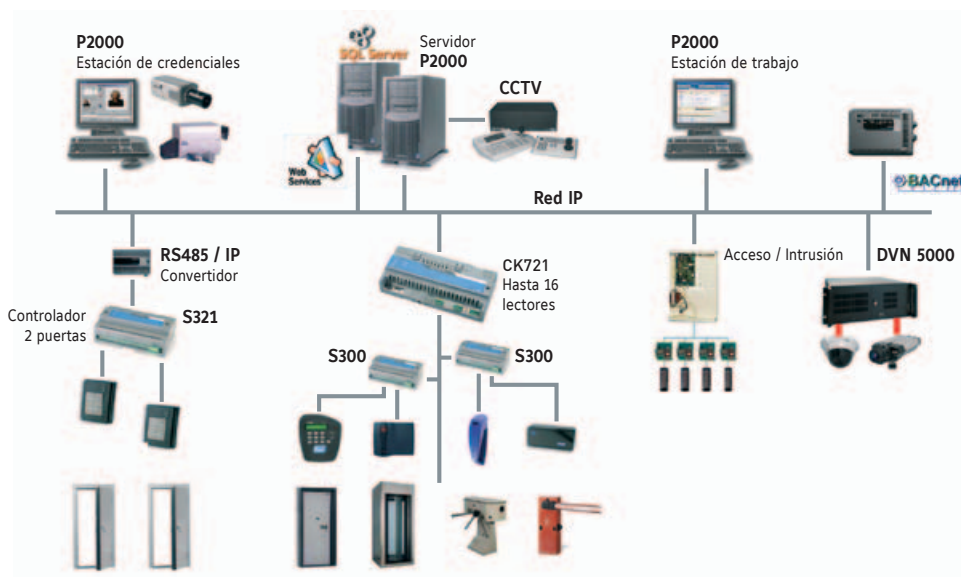 P2000
Estación de credenciales
SQL Server
Servidor
P2000
CCTV
P2000
Estación de trabajo
Web
Services
BACnet
Red IP
RS485 / IP
Convertidor
CK721
Hasta 16
lectores
Acceso / Intrusión
DVN 5000
Controlador
2 puertas
S321
S300
S300